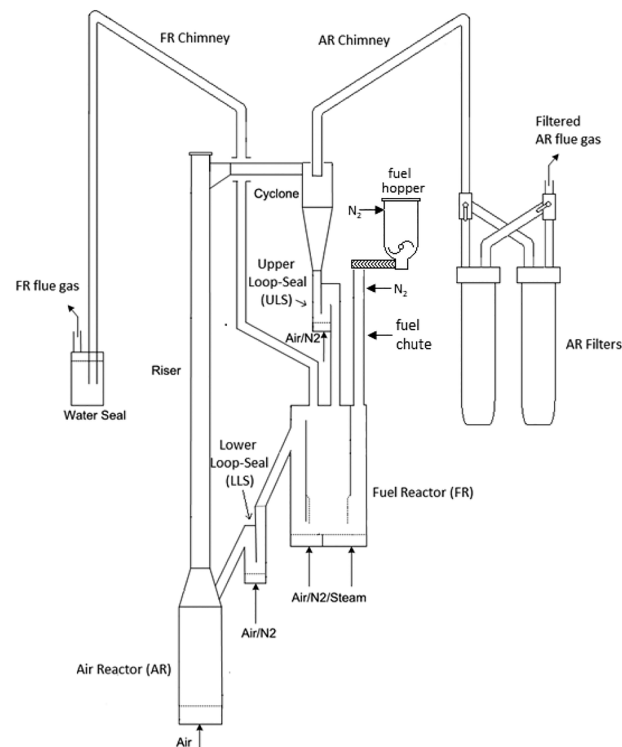 FR Chimney
AR Chimney
Filtered
AR flue gas
fuel
hopper
Cyclone
N2
Upper
Loop-Seal
(ULS)
N2
FR flue gas
fuel
chute
Air/N2
AR Filters
Riser
Water Seal
Lower
Loop-Seal
(LLS)
Fuel Reactor (FR)
Air/N2/Steam
Air/N2
Air Reactor (AR)
Air